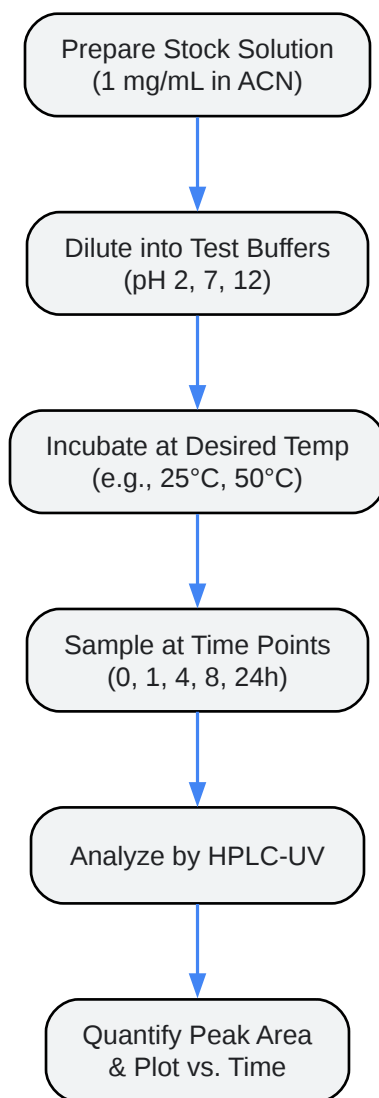 Prepare Stock Solution
(1 mg/mL in ACN)
Dilute into Test Buffers
(pH 2, 7, 12)
Incubate at Desired Temp
(e.g., 25°C, 50°C)
Sample at Time Points
(0, 1, 4, 8, 24h)
Analyze by HPLC-UV
Quantify Peak Area
& Plot vs. Time